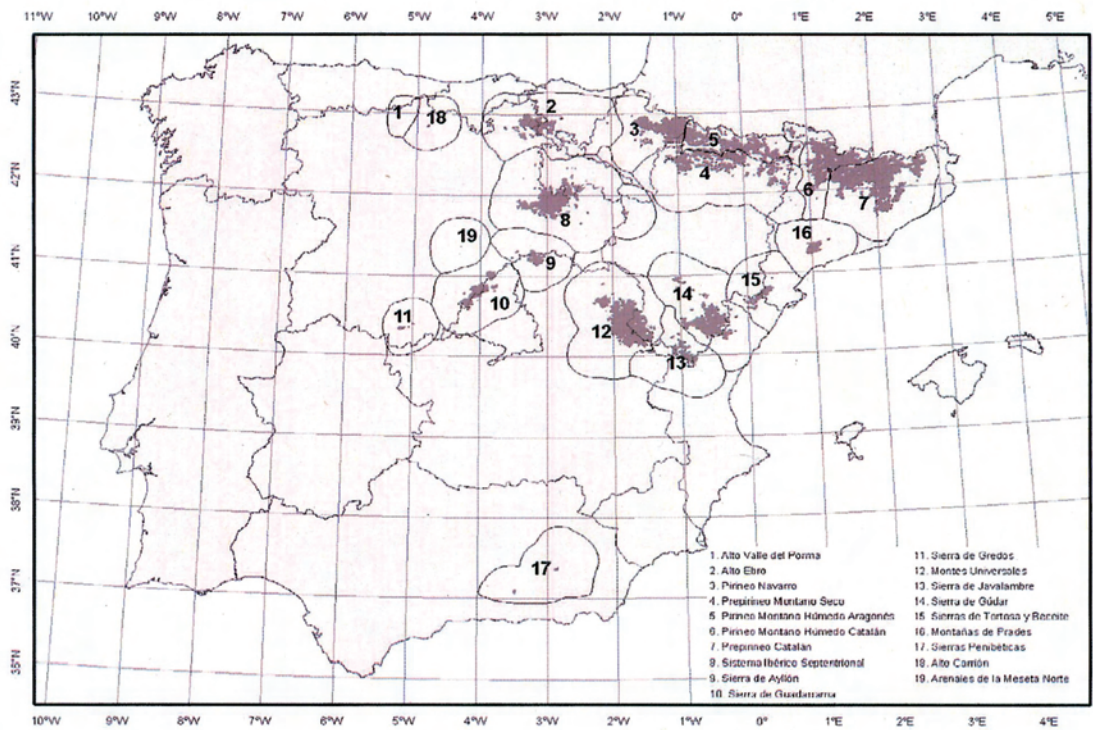 11°W 10°W 9°W 8°W 7°W 6°W 5°W 4°W 3°W 2°W 1°W 0° 1°E 2°E 3°E 4°E 5°E
43°N
42°N
41°N
40°N
39°N
38°N
37°N
36°N
43°N
42°N
41°N
40°N
39°N
38°N
37°N
35°N
1
18
2
3
5
4
6
7
8
19
9
16
10
14
15
11
12
13
17
1. Alto Valle del Porma
2. Alto Ebro
3. Pirineo Navarro
4. Prepirineo Montano Seco
5. Pirineo Montano Húmedo Aragonés
6. Pirineo Montano Húmedo Catalán
7. Prepirineo Catalán
8. Sistema Ibérico Septentrional
9. Sierra de Ayllón
10. Sierra de Guadarrama
11. Sierra de Gredos
12. Montes Universales
13. Sierra de Javalambre
14. Sierra de Gúdar
15. Sierras de Tortosa y Beceite
16. Montañas de Prades
17. Sierras Penibéticas
18. Alto Carrión
19. Arenales de la Meseta Norte
10°W 9°W 8°W 7°W 6°W 5°W 4°W 3°W 2°W 1°W 0° 1°E 2°E 3°E 4°E